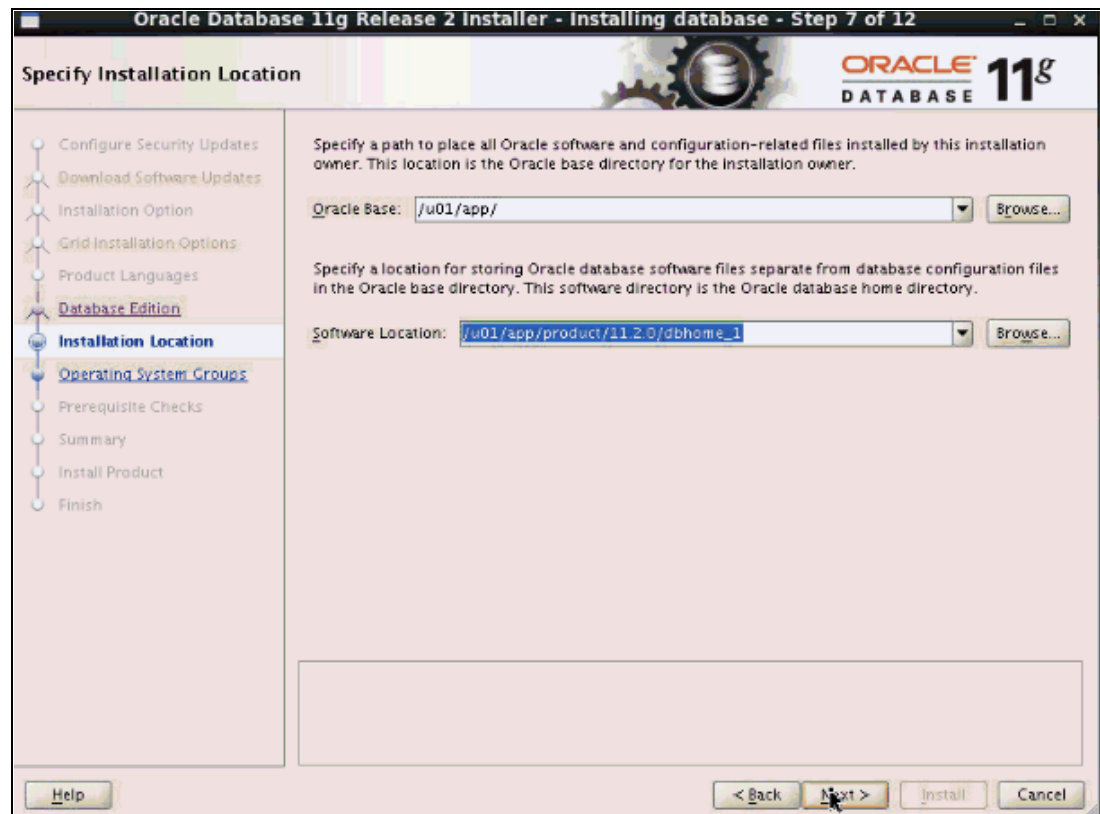 Oracle Database 11g Release 2 Installer - Installing database - Step 7 of 12
Specify Installation Location
ORACLE
DATABASE
11g
Configure Security Updates
Download Software Updates
Installation Option
Grid Installation Options
Product Languages
Database Edition
Installation Location
Operating System Groups
Prerequisite Checks
Summary
Install Product
Finish
Specify a path to place all Oracle software and configuration-related files installed by this installation
owner. This location is the Oracle base directory for the installation owner.
Oracle Base: /u01/app/ Browse...
Specify a location for storing Oracle database software files separate from database configuration files
in the Oracle base directory. This software directory is the Oracle database home directory.
Software Location: /u01/app/product/11.2.0/dbhome_1 Browse...
Help < Back Next > Install Cancel